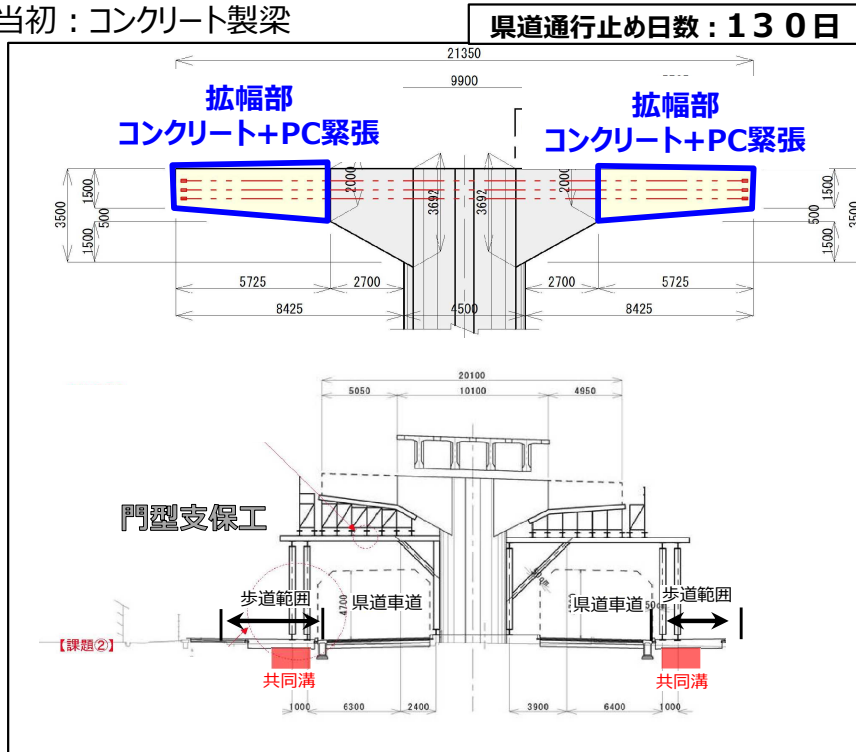 当初：コンクリート製梁
県道通行止め日数：１３０日
21350
9900
拡幅部
コンクリート+PC緊張
拡幅部
コンクリート+PC緊張
3500
1500
500
1500
2000
3692
3692
2000
1500
500
1500
3500
5725
2700
2700
5725
8425
4500
8425
20100
5050
10100
4950
門型支保工
歩道範囲
県道車道
4700
県道車道
歩道範囲
【課題②】
共同溝
共同溝
1000
6300
2400
3900
6400
1000